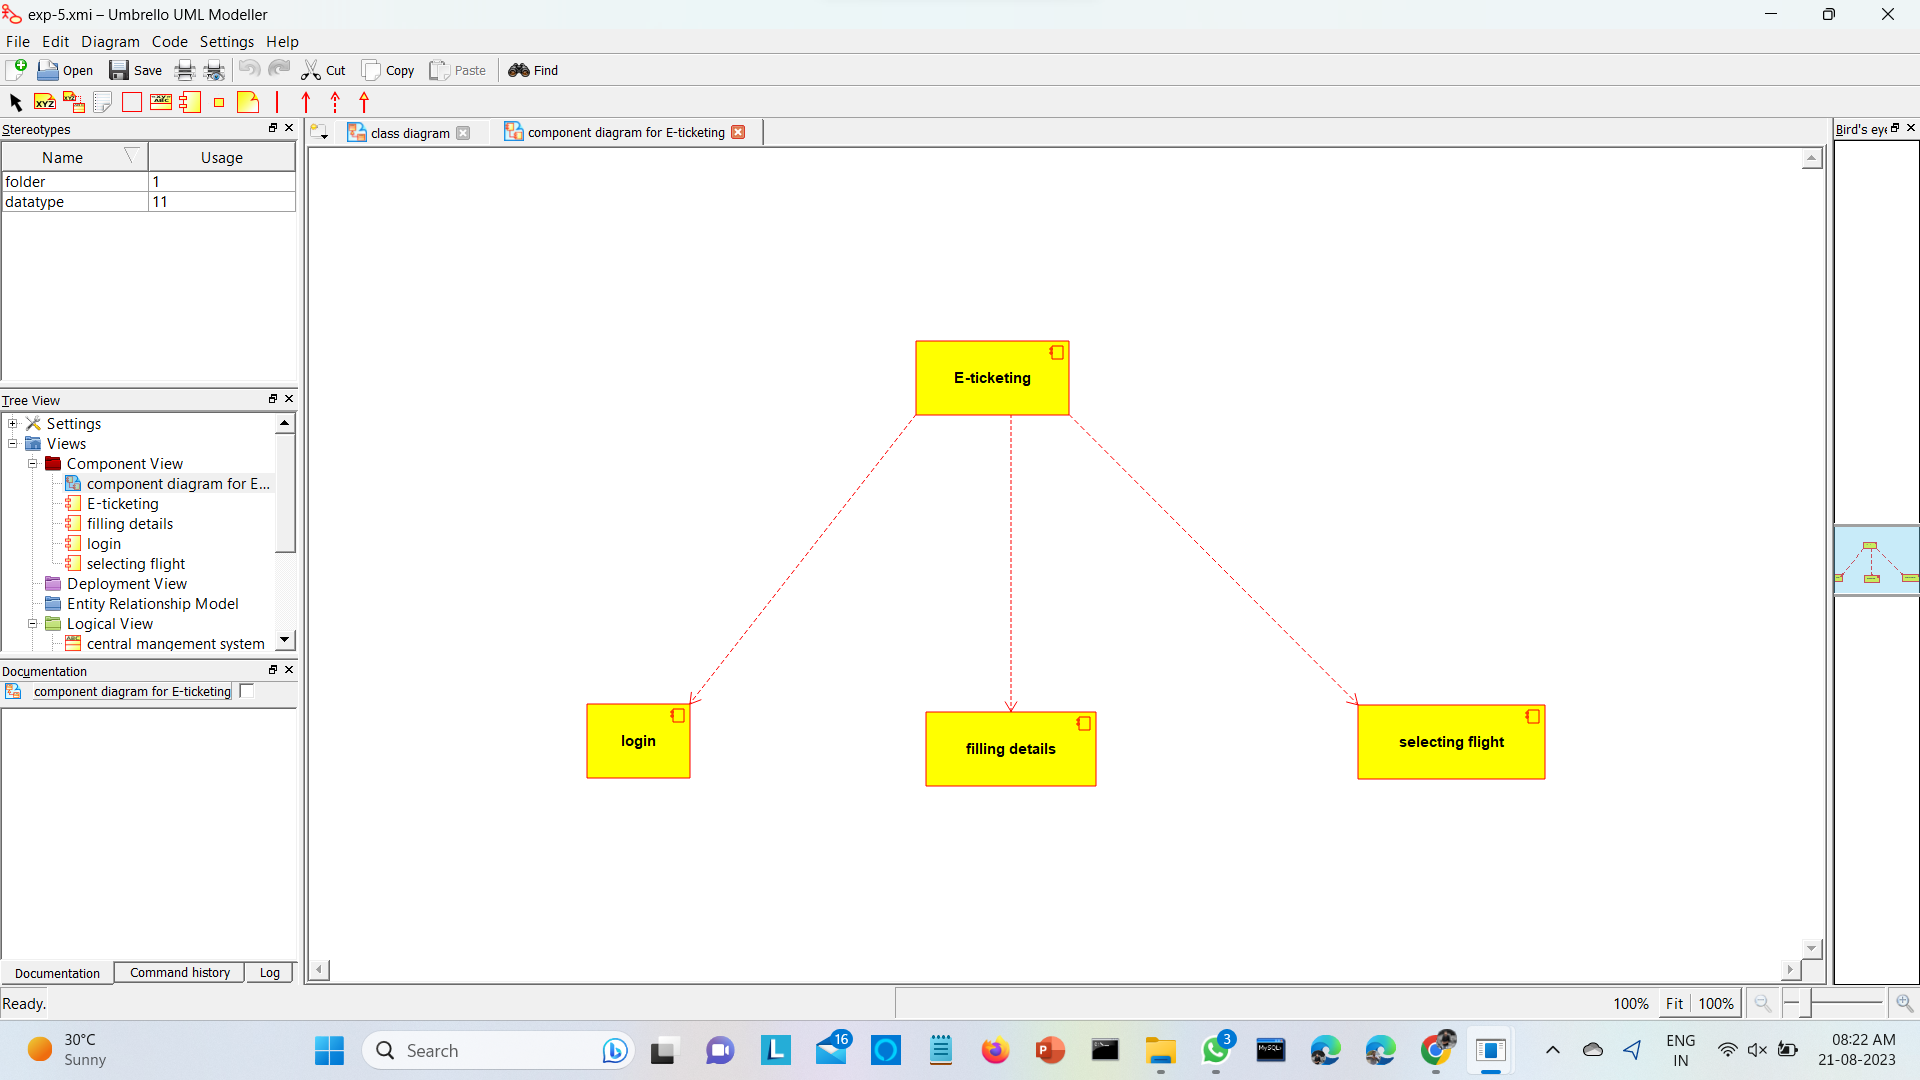 exp-5.xmi – Umbrello UML Modeller
File Edit Diagram Code Settings Help
Open Save Cut Copy Paste Find
XYZ XYZ ABC
Stereotypes
Name Usage
folder 1
datatype 11
class diagram component diagram for E-ticketing
Bird's eye
Tree View
Settings
Views
Component View
component diagram for E...
E-ticketing
filling details
login
selecting flight
Deployment View
Entity Relationship Model
Logical View
central mangement system
Documentation
component diagram for E-ticketing
Documentation Command history Log
E-ticketing
login
filling details
selecting flight
Ready.
100% Fit 100%
30°C
Sunny
Search
L
16
P
3
MySQL
ENG
IN
08:22 AM
21-08-2023